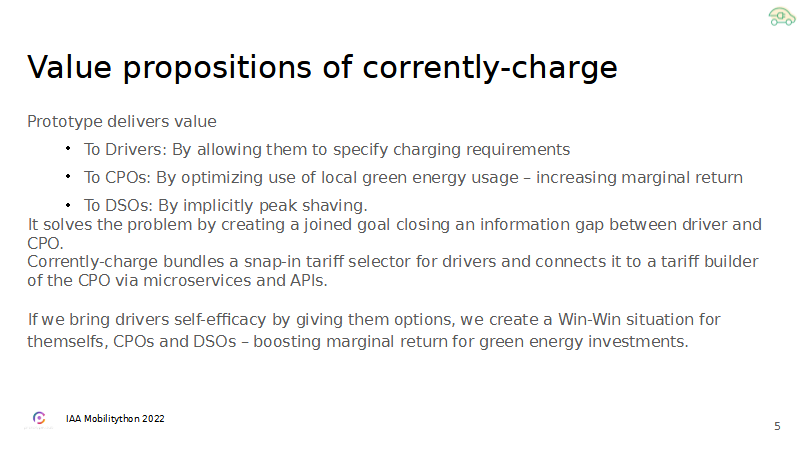 Value propositions of corrently-charge
Prototype delivers value
• To Drivers: By allowing them to specify charging requirements
• To CPOs: By optimizing use of local green energy usage – increasing marginal return
• To DSOs: By implicitly peak shaving.
It solves the problem by creating a joined goal closing an information gap between driver and
CPO.
Corrently-charge bundles a snap-in tariff selector for drivers and connects it to a tariff builder
of the CPO via microservices and APIs.
If we bring drivers self-efficacy by giving them options, we create a Win-Win situation for
themselfs, CPOs and DSOs – boosting marginal return for green energy investments.
IAA Mobilitython 2022
5